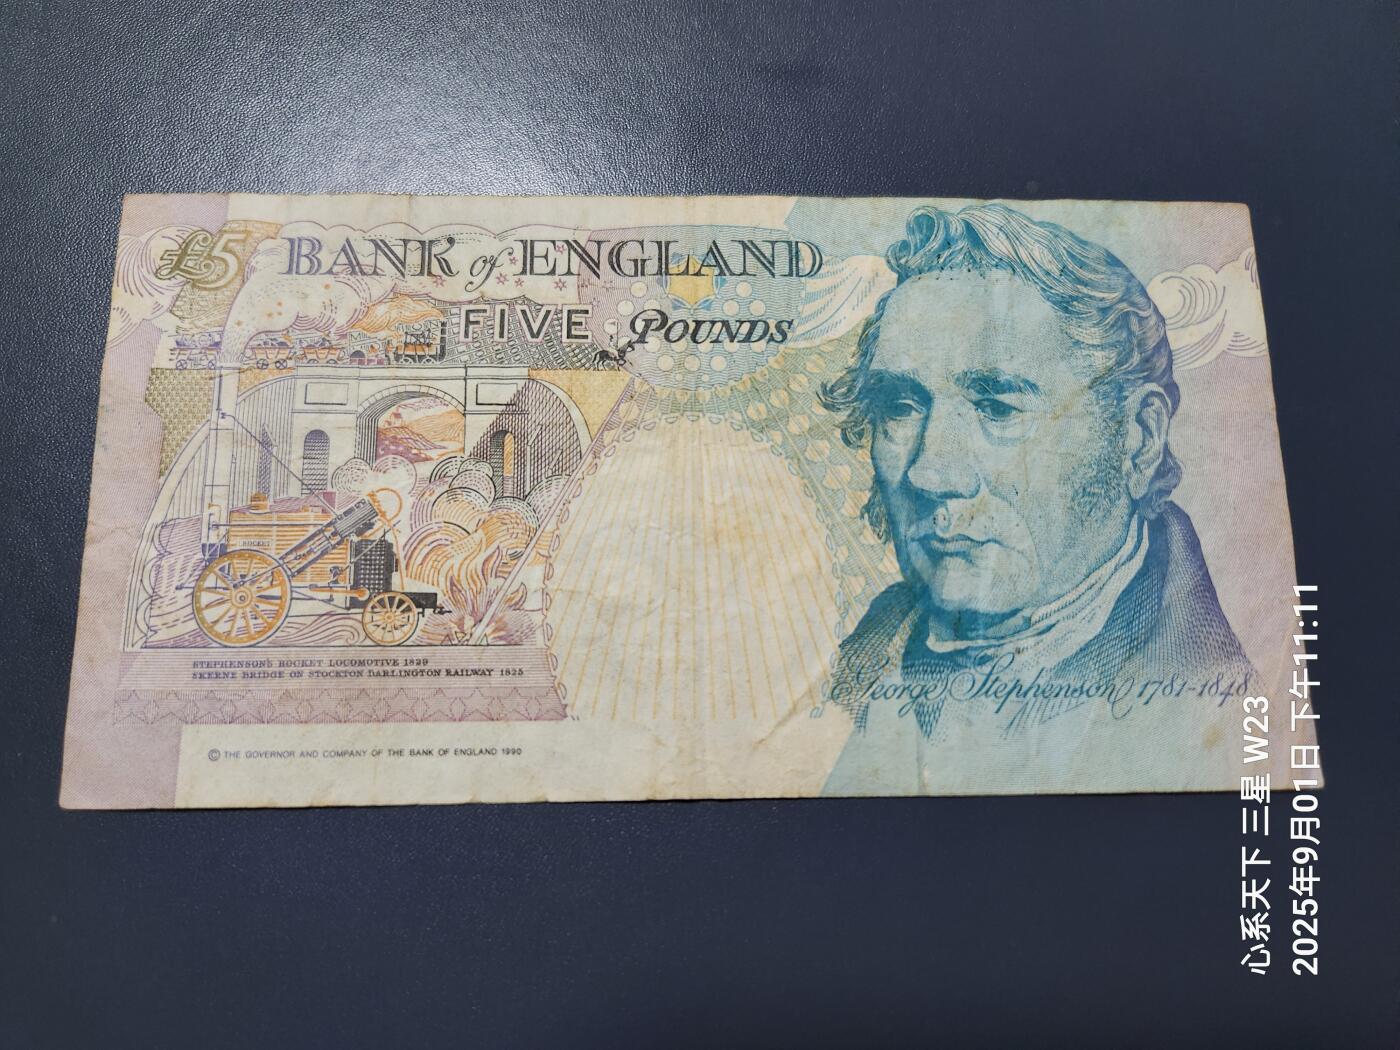 £5
BANK of ENGLAND
FIVE POUNDS
ROCKET
STEPHENSON'S ROCKET LOCOMOTIVE 1829
SKERNE BRIDGE ON STOCKTON DARLINGTON RAILWAY 1825
George Stephenson 1781-1848
© THE GOVERNOR AND COMPANY OF THE BANK OF ENGLAND 1990
心系天下 三星 W23
2025年9月01日 下午11:11